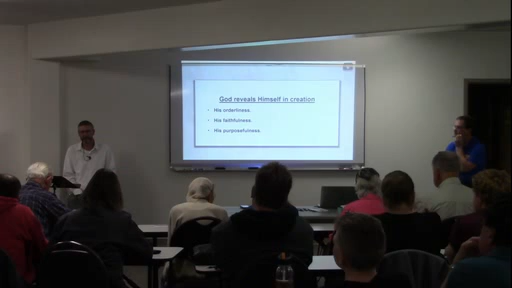 God reveals Himself in creation
• His orderliness.
• His faithfulness.
• His purposefulness.